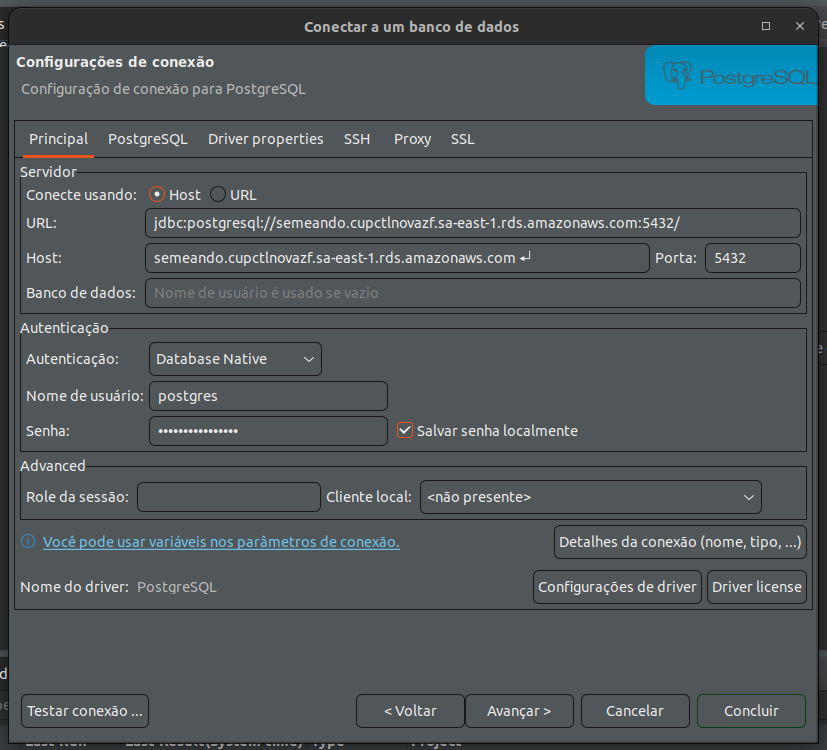 Conectar a um banco de dados
Configurações de conexão
Configuração de conexão para PostgreSQL
PostgreSQL
Principal PostgreSQL Driver properties SSH Proxy SSL
Servidor
Conecte usando: Host URL
URL: jdbc:postgresql://semeando.cupctlnovazf.sa-east-1.rds.amazonaws.com:5432/
Host: semeando.cupctlnovazf.sa-east-1.rds.amazonaws.com ↵ Porta: 5432
Banco de dados: Nome de usuário é usado se vazio
Autenticação
Autenticação: Database Native
Nome de usuário: postgres
Senha: •••••••••••••••• Salvar senha localmente
Advanced
Role da sessão: Cliente local: <não presente>
Você pode usar variáveis nos parâmetros de conexão. Detalhes da conexão (nome, tipo, ...)
Nome do driver: PostgreSQL Configurações de driver Driver license
Testar conexão ... < Voltar Avançar > Cancelar Concluir